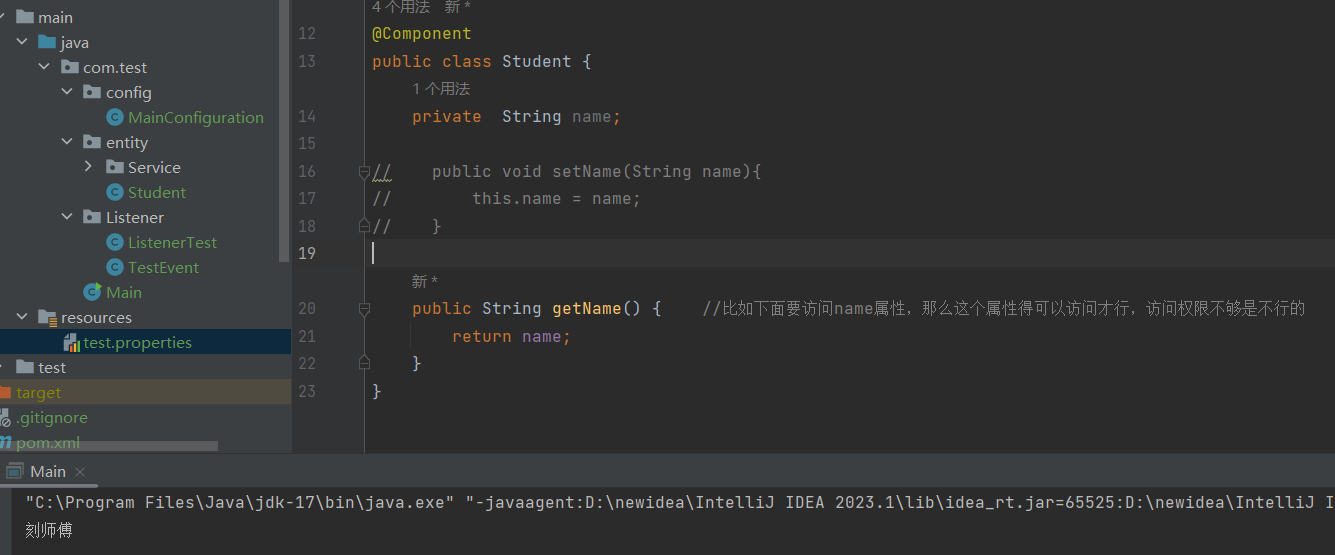 main
java
com.test
config
MainConfiguration
entity
Service
Student
Listener
ListenerTest
TestEvent
Main
resources
test.properties
test
target
.gitignore
pom.xml
4 个用法 新 *
12 @Component
13 public class Student {
1 个用法
14 private  String name;
15
16 //    public void setName(String name){
17 //        this.name = name;
18 //    }
19
新 *
20 public String getName() {    //比如下面要访问name属性，那么这个属性得可以访问才行，访问权限不够是不行的
21 return name;
22 }
23 }
Main
"C:\Program Files\Java\jdk-17\bin\java.exe" "-javaagent:D:\newidea\IntelliJ IDEA 2023.1\lib\idea_rt.jar=65525:D:\newidea\IntelliJ I
刻师傅